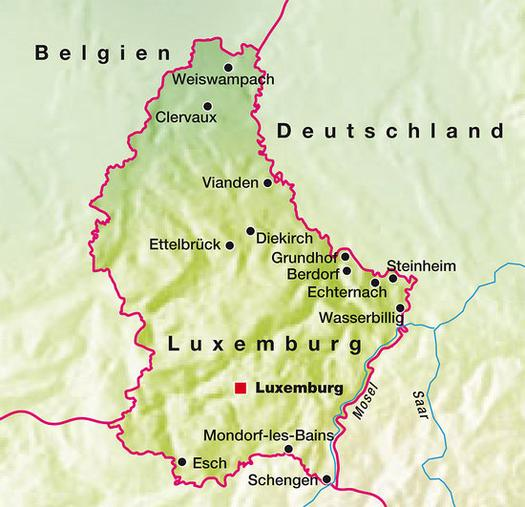 Belgien
Weiswampach
Clervaux
Deutschland
Vianden
Diekirch
Ettelbrück
Grundhof
Steinheim
Berdorf
Echternach
Wasserbillig
Luxemburg
Luxemburg
Mosel
Saar
Mondorf-les-Bains
Esch
Schengen